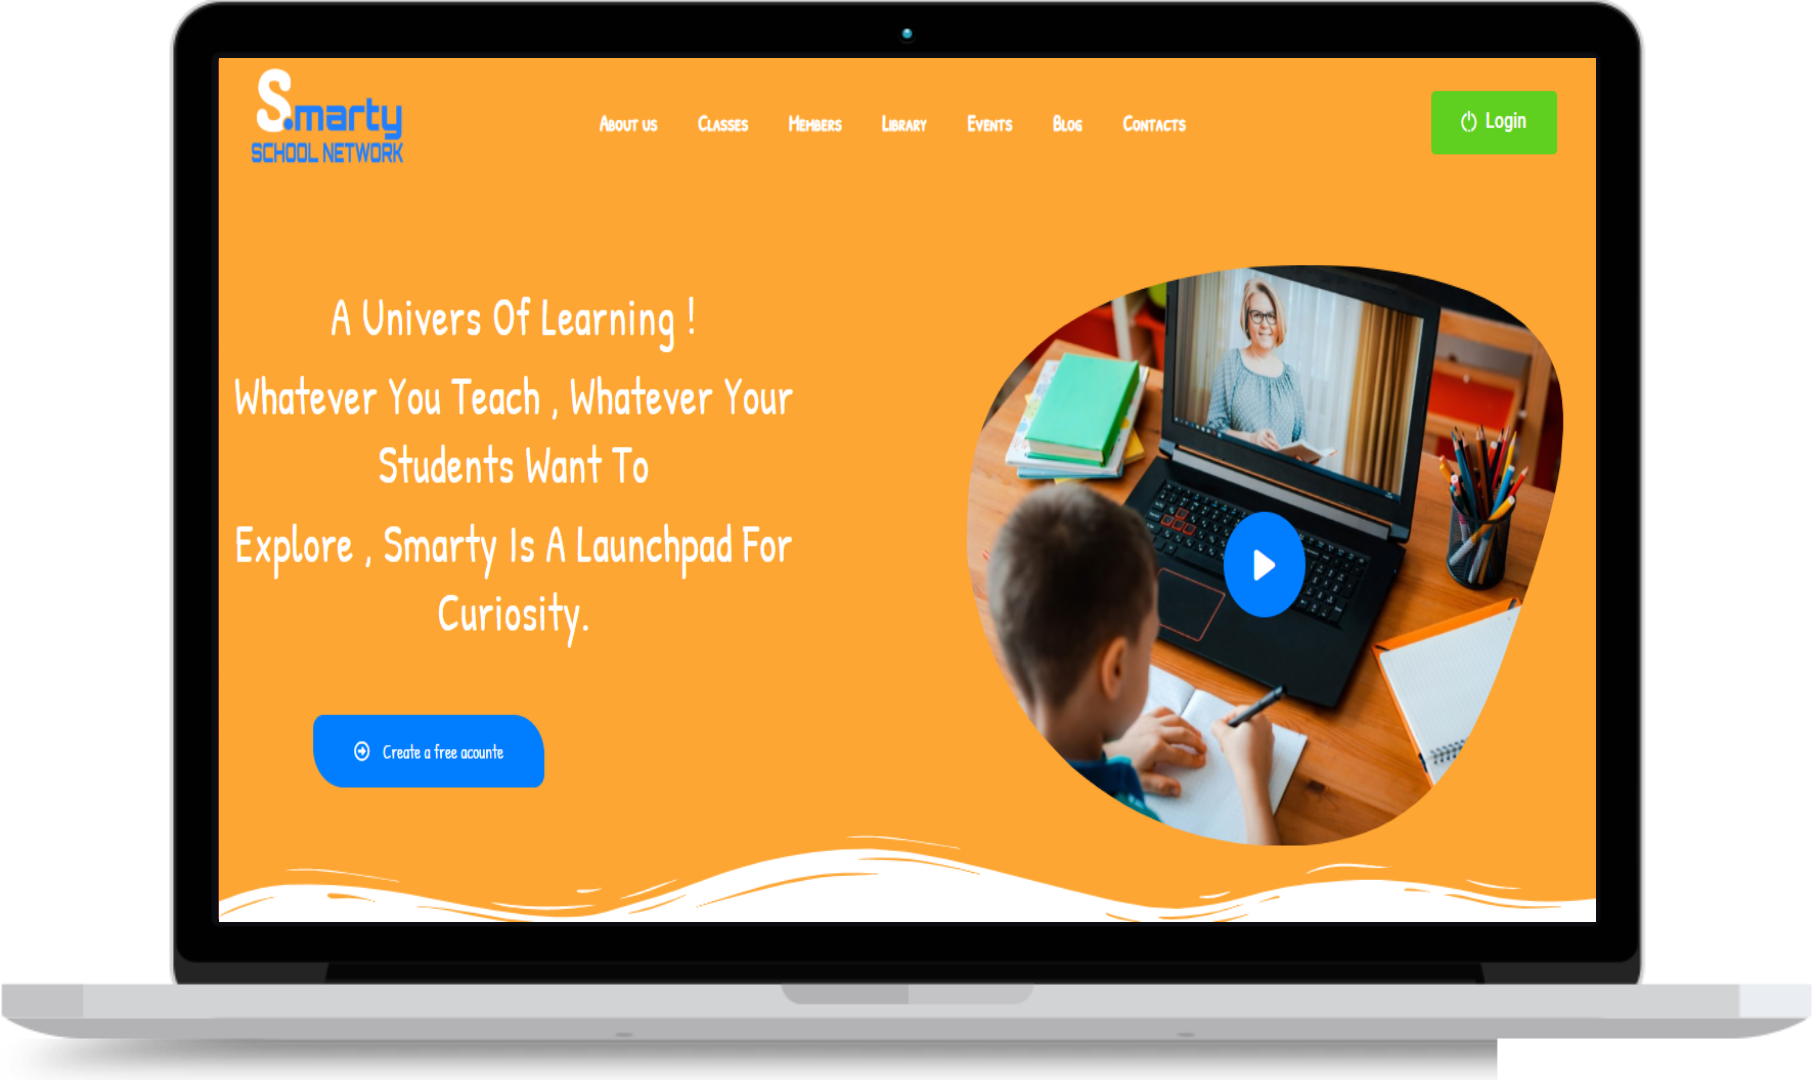 S.marty
SCHOOL NETWORK
About us Classes Members Library Events Blog Contacts
Login
A Univers Of Learning !
Whatever You Teach , Whatever Your
Students Want To
Explore , Smarty Is A Launchpad For
Curiosity.
Create a free acounte